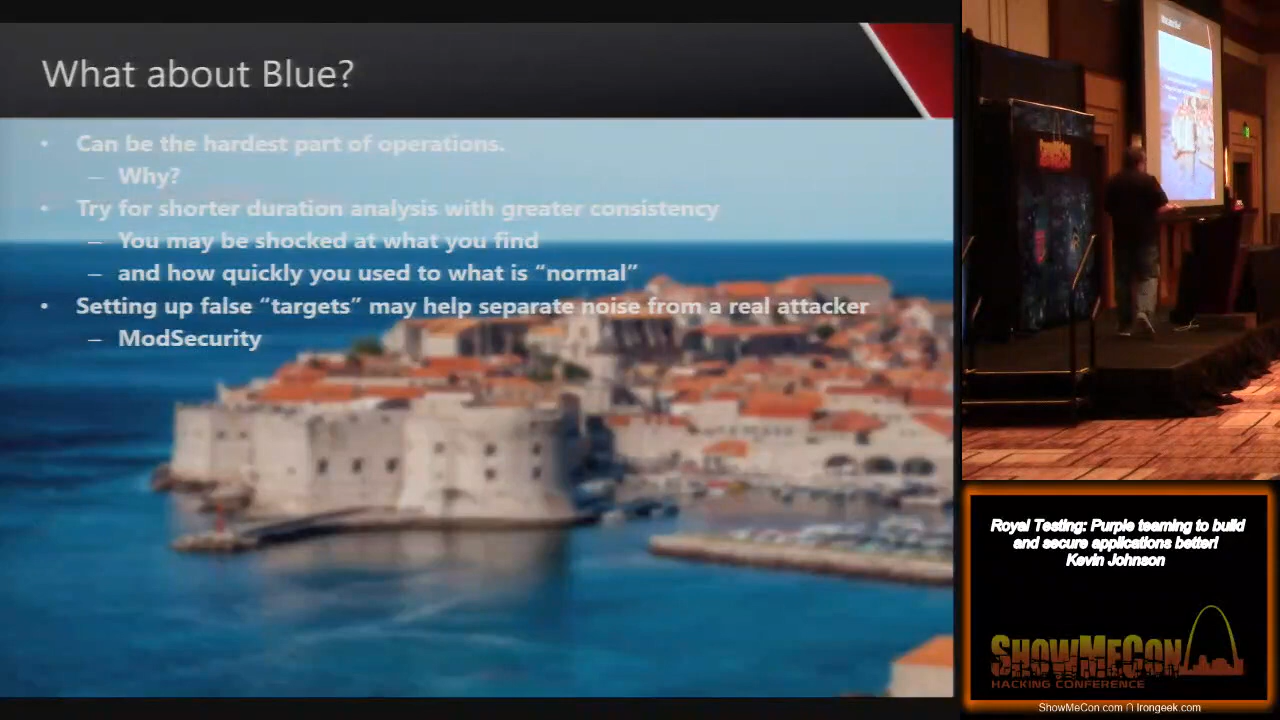 What about Blue?
• Can be the hardest part of operations.
– Why?
• Try for shorter duration analysis with greater consistency
– You may be shocked at what you find
– and how quickly you used to what is “normal”
• Setting up false “targets” may help separate noise from a real attacker
– ModSecurity
Royal Testing: Purple teaming to build
and secure applications better!
Kevin Johnson
ShowMeCon
HACKING CONFERENCE
ShowMeCon.com ∩ Irongeek.com